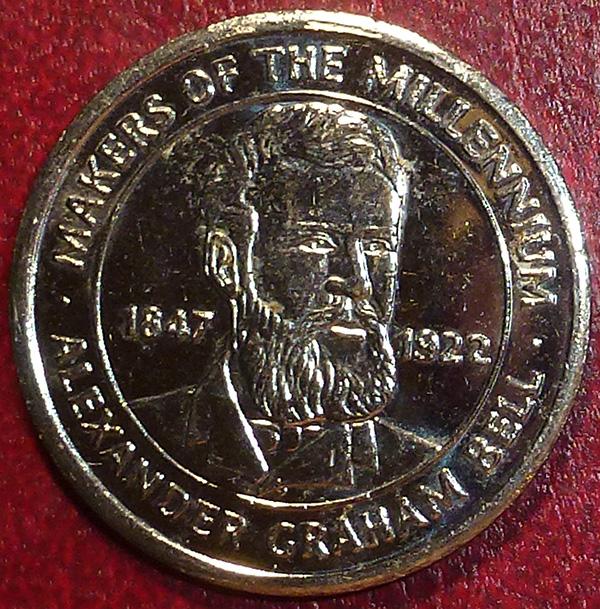 MAKERS OF THE MILLENNIUM
1847 1922
· ALEXANDER GRAHAM BELL ·